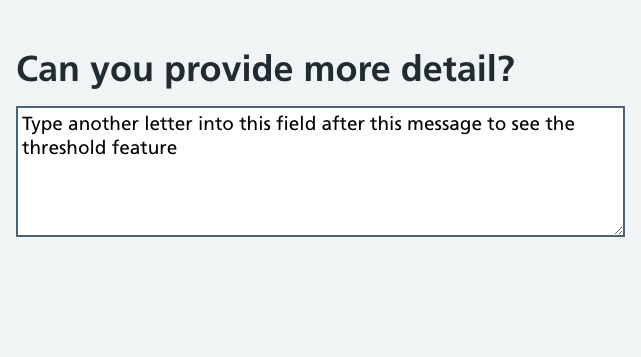 Can you provide more detail?
Type another letter into this field after this message to see the
threshold feature